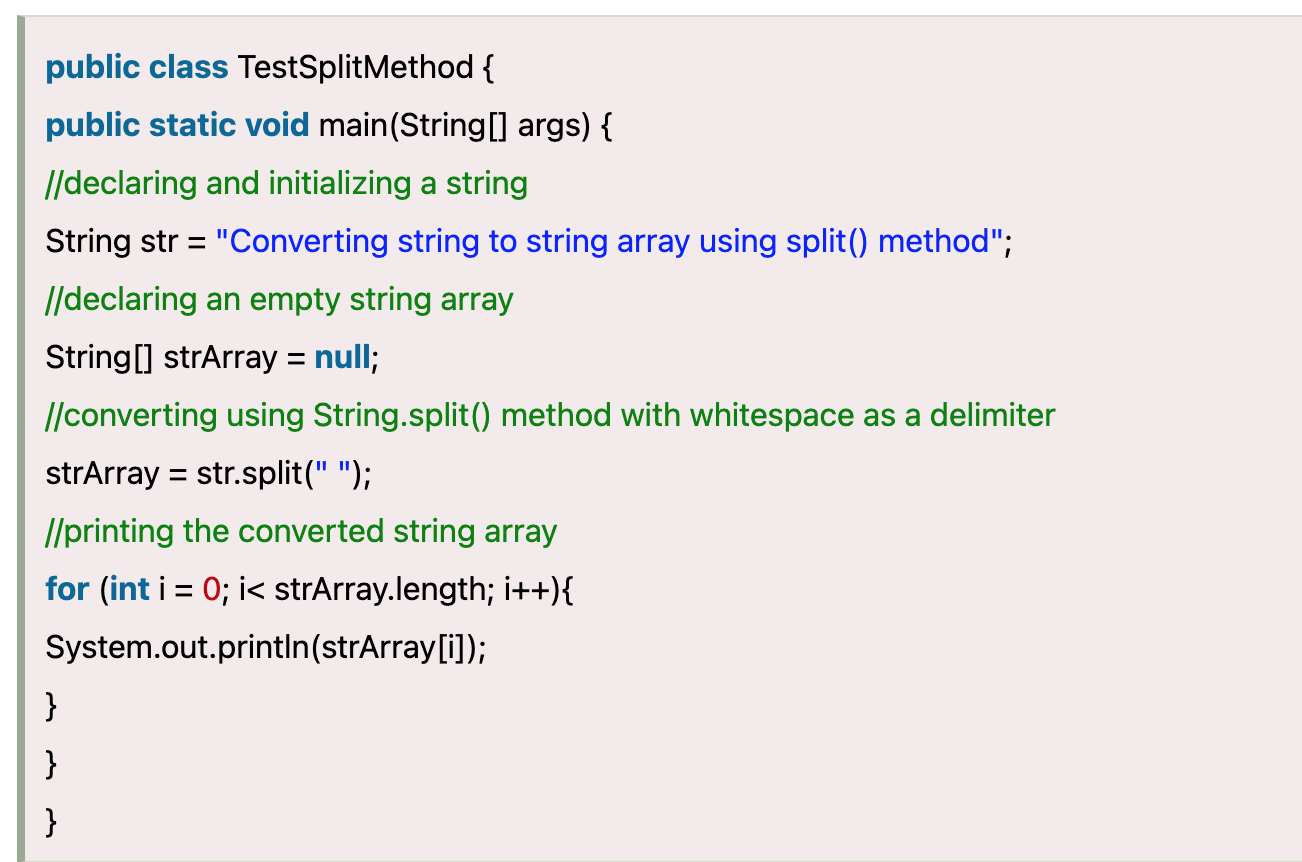 public class TestSplitMethod {
public static void main(String[] args) {
//declaring and initializing a string
String str = "Converting string to string array using split() method";
//declaring an empty string array
String[] strArray = null;
//converting using String.split() method with whitespace as a delimiter
strArray = str.split(" ");
//printing the converted string array
for (int i = 0; i< strArray.length; i++){
System.out.println(strArray[i]);
}
}
}